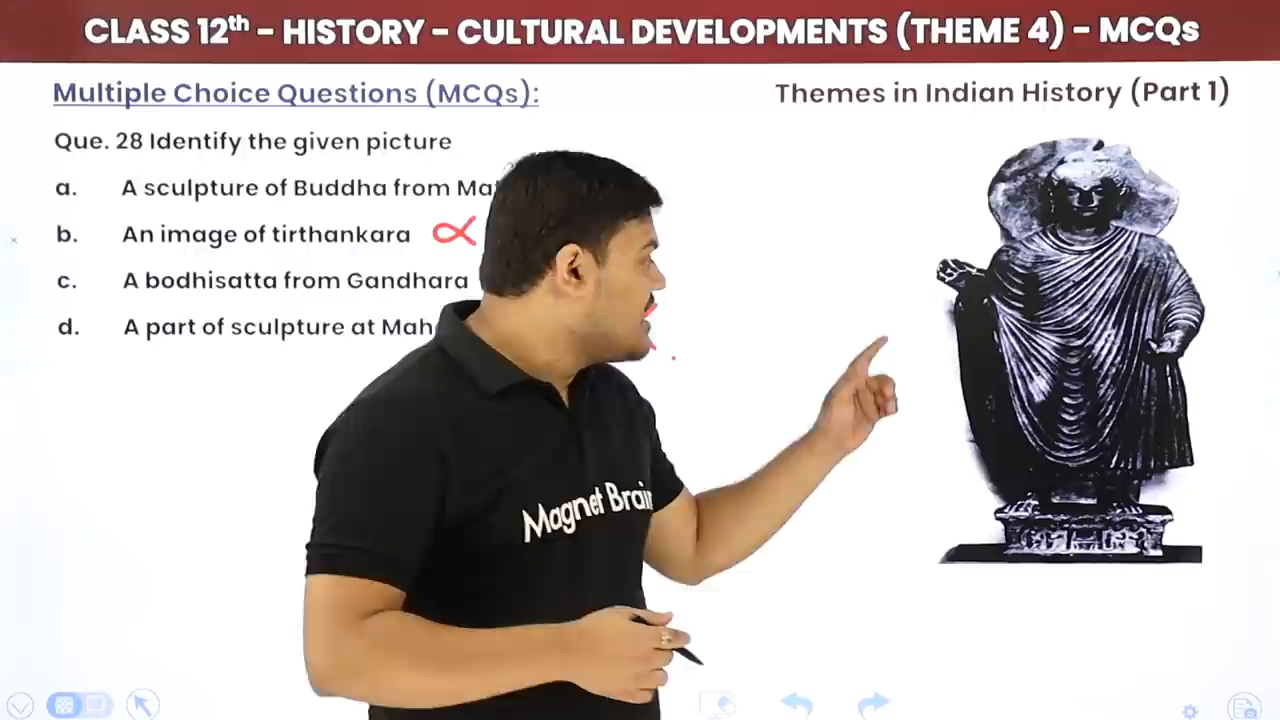 CLASS 12th – HISTORY – CULTURAL DEVELOPMENTS (THEME 4) – MCQs
Multiple Choice Questions (MCQs):
Themes in Indian History (Part 1)
Que. 28 Identify the given picture
a. A sculpture of Buddha from
b. An image of tirthankara
c. A bodhisatta from Gandhara
d. A part of sculpture at
Magnet